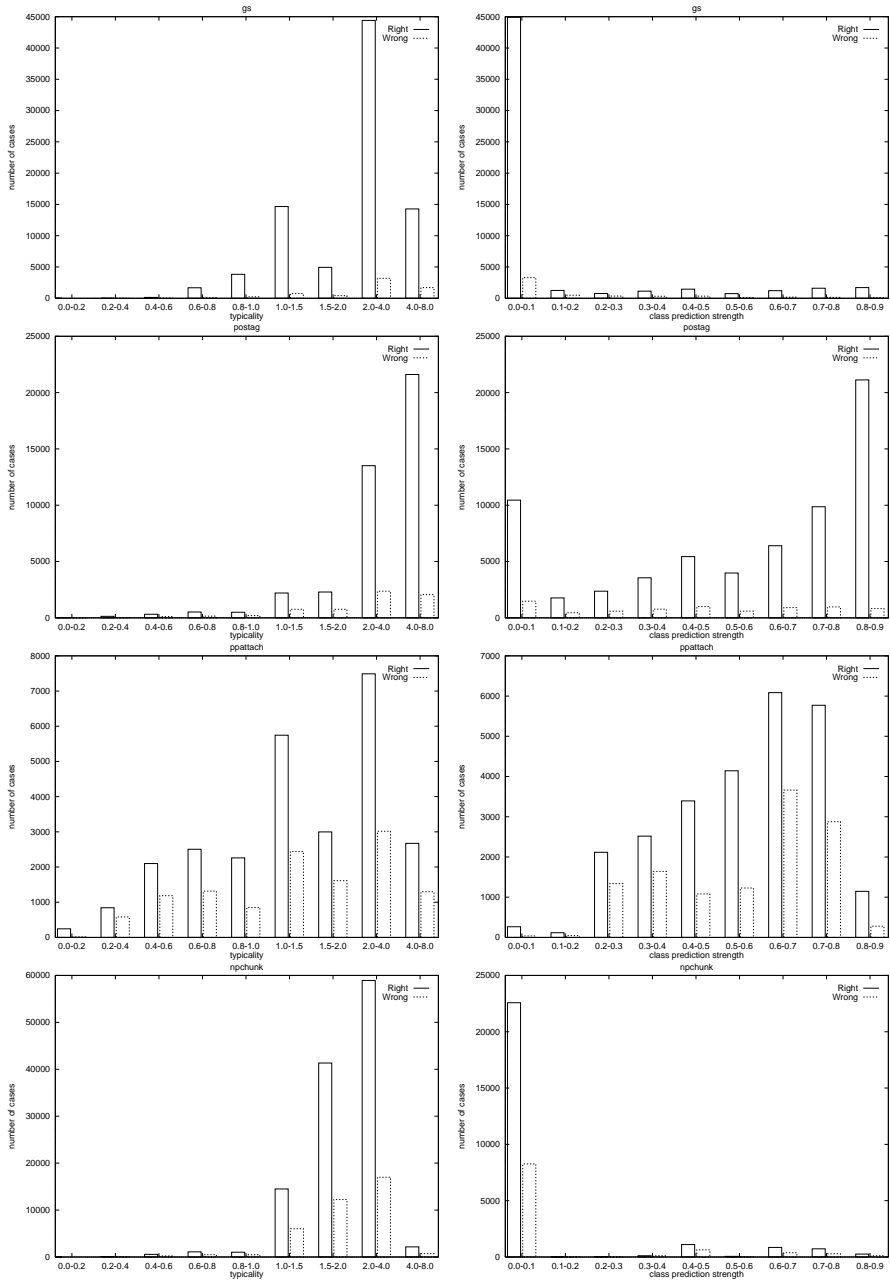 gs
45000
40000
35000
30000
25000
20000
15000
10000
5000
0
number of cases
Right
Wrong
0.0-0.2 0.2-0.4 0.4-0.6 0.6-0.8 0.8-1.0 1.0-1.5 1.5-2.0 2.0-4.0 4.0-8.0
typicality
gs
45000
40000
35000
30000
25000
20000
15000
10000
5000
0
number of cases
Right
Wrong
0.0-0.1 0.1-0.2 0.2-0.3 0.3-0.4 0.4-0.5 0.5-0.6 0.6-0.7 0.7-0.8 0.8-0.9
class prediction strength
postag
25000
20000
15000
10000
5000
0
number of cases
Right
Wrong
0.0-0.2 0.2-0.4 0.4-0.6 0.6-0.8 0.8-1.0 1.0-1.5 1.5-2.0 2.0-4.0 4.0-8.0
typicality
postag
25000
20000
15000
10000
5000
0
number of cases
Right
Wrong
0.0-0.1 0.1-0.2 0.2-0.3 0.3-0.4 0.4-0.5 0.5-0.6 0.6-0.7 0.7-0.8 0.8-0.9
class prediction strength
ppattach
8000
7000
6000
5000
4000
3000
2000
1000
0
number of cases
Right
Wrong
0.0-0.2 0.2-0.4 0.4-0.6 0.6-0.8 0.8-1.0 1.0-1.5 1.5-2.0 2.0-4.0 4.0-8.0
typicality
ppattach
7000
6000
5000
4000
3000
2000
1000
0
number of cases
Right
Wrong
0.0-0.1 0.1-0.2 0.2-0.3 0.3-0.4 0.4-0.5 0.5-0.6 0.6-0.7 0.7-0.8 0.8-0.9
class prediction strength
npchunk
60000
50000
40000
30000
20000
10000
0
number of cases
Right
Wrong
0.0-0.2 0.2-0.4 0.4-0.6 0.6-0.8 0.8-1.0 1.0-1.5 1.5-2.0 2.0-4.0 4.0-8.0
typicality
npchunk
25000
20000
15000
10000
5000
0
number of cases
Right
Wrong
0.0-0.1 0.1-0.2 0.2-0.3 0.3-0.4 0.4-0.5 0.5-0.6 0.6-0.7 0.7-0.8 0.8-0.9
class prediction strength